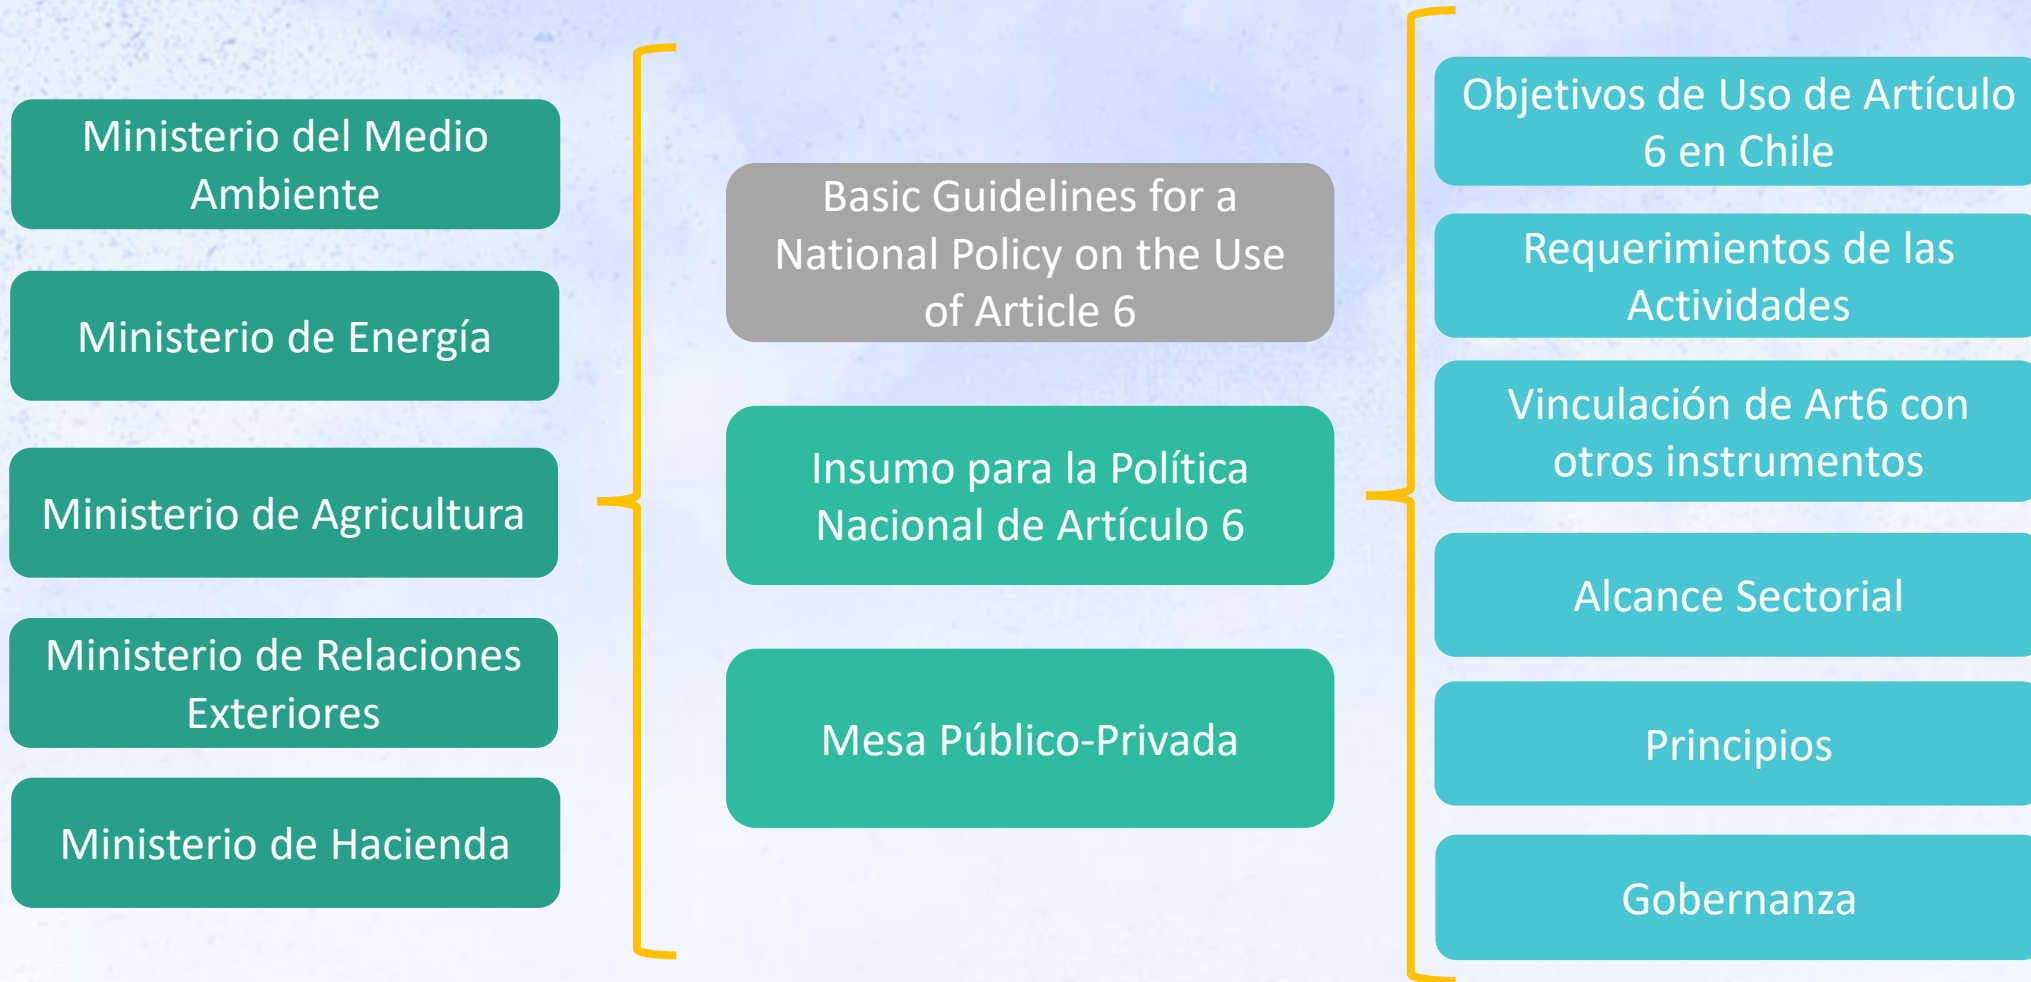 Ministerio del Medio
Ambiente
Ministerio de Energía
Ministerio de Agricultura
Ministerio de Relaciones
Exteriores
Ministerio de Hacienda
Basic Guidelines for a
National Policy on the Use
of Article 6
Insumo para la Política
Nacional de Artículo 6
Mesa Público-Privada
Objetivos de Uso de Artículo
6 en Chile
Requerimientos de las
Actividades
Vinculación de Art6 con
otros instrumentos
Alcance Sectorial
Principios
Gobernanza